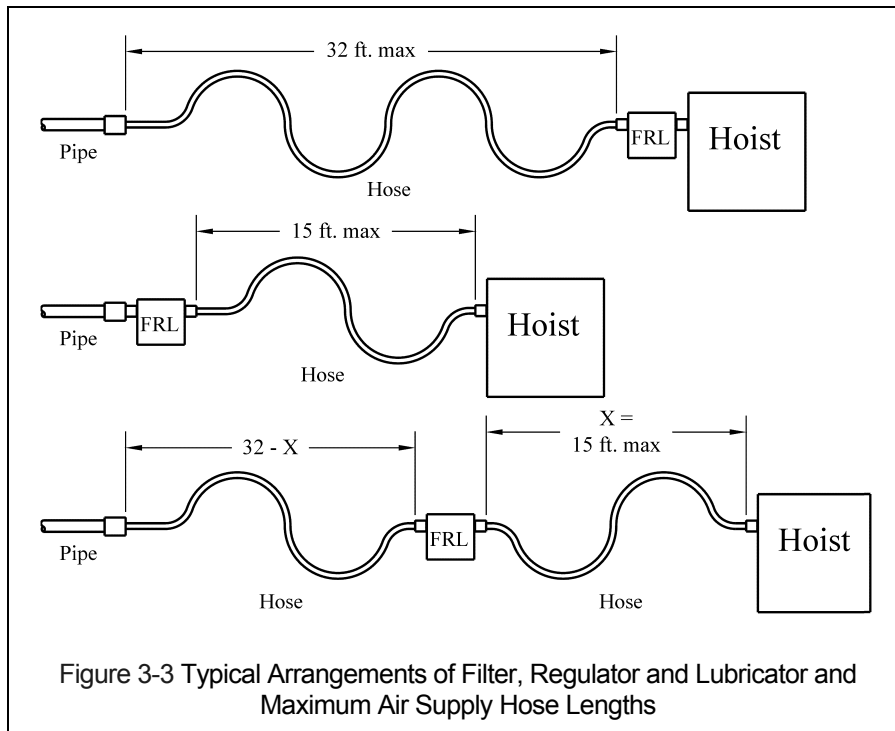 32 ft. max
Pipe
Hose
FRL
Hoist
15 ft. max
Pipe
FRL
Hose
Hoist
32 - X
X =
15 ft. max
Pipe
Hose
FRL
Hose
Hoist
Figure 3-3 Typical Arrangements of Filter, Regulator and Lubricator and
Maximum Air Supply Hose Lengths